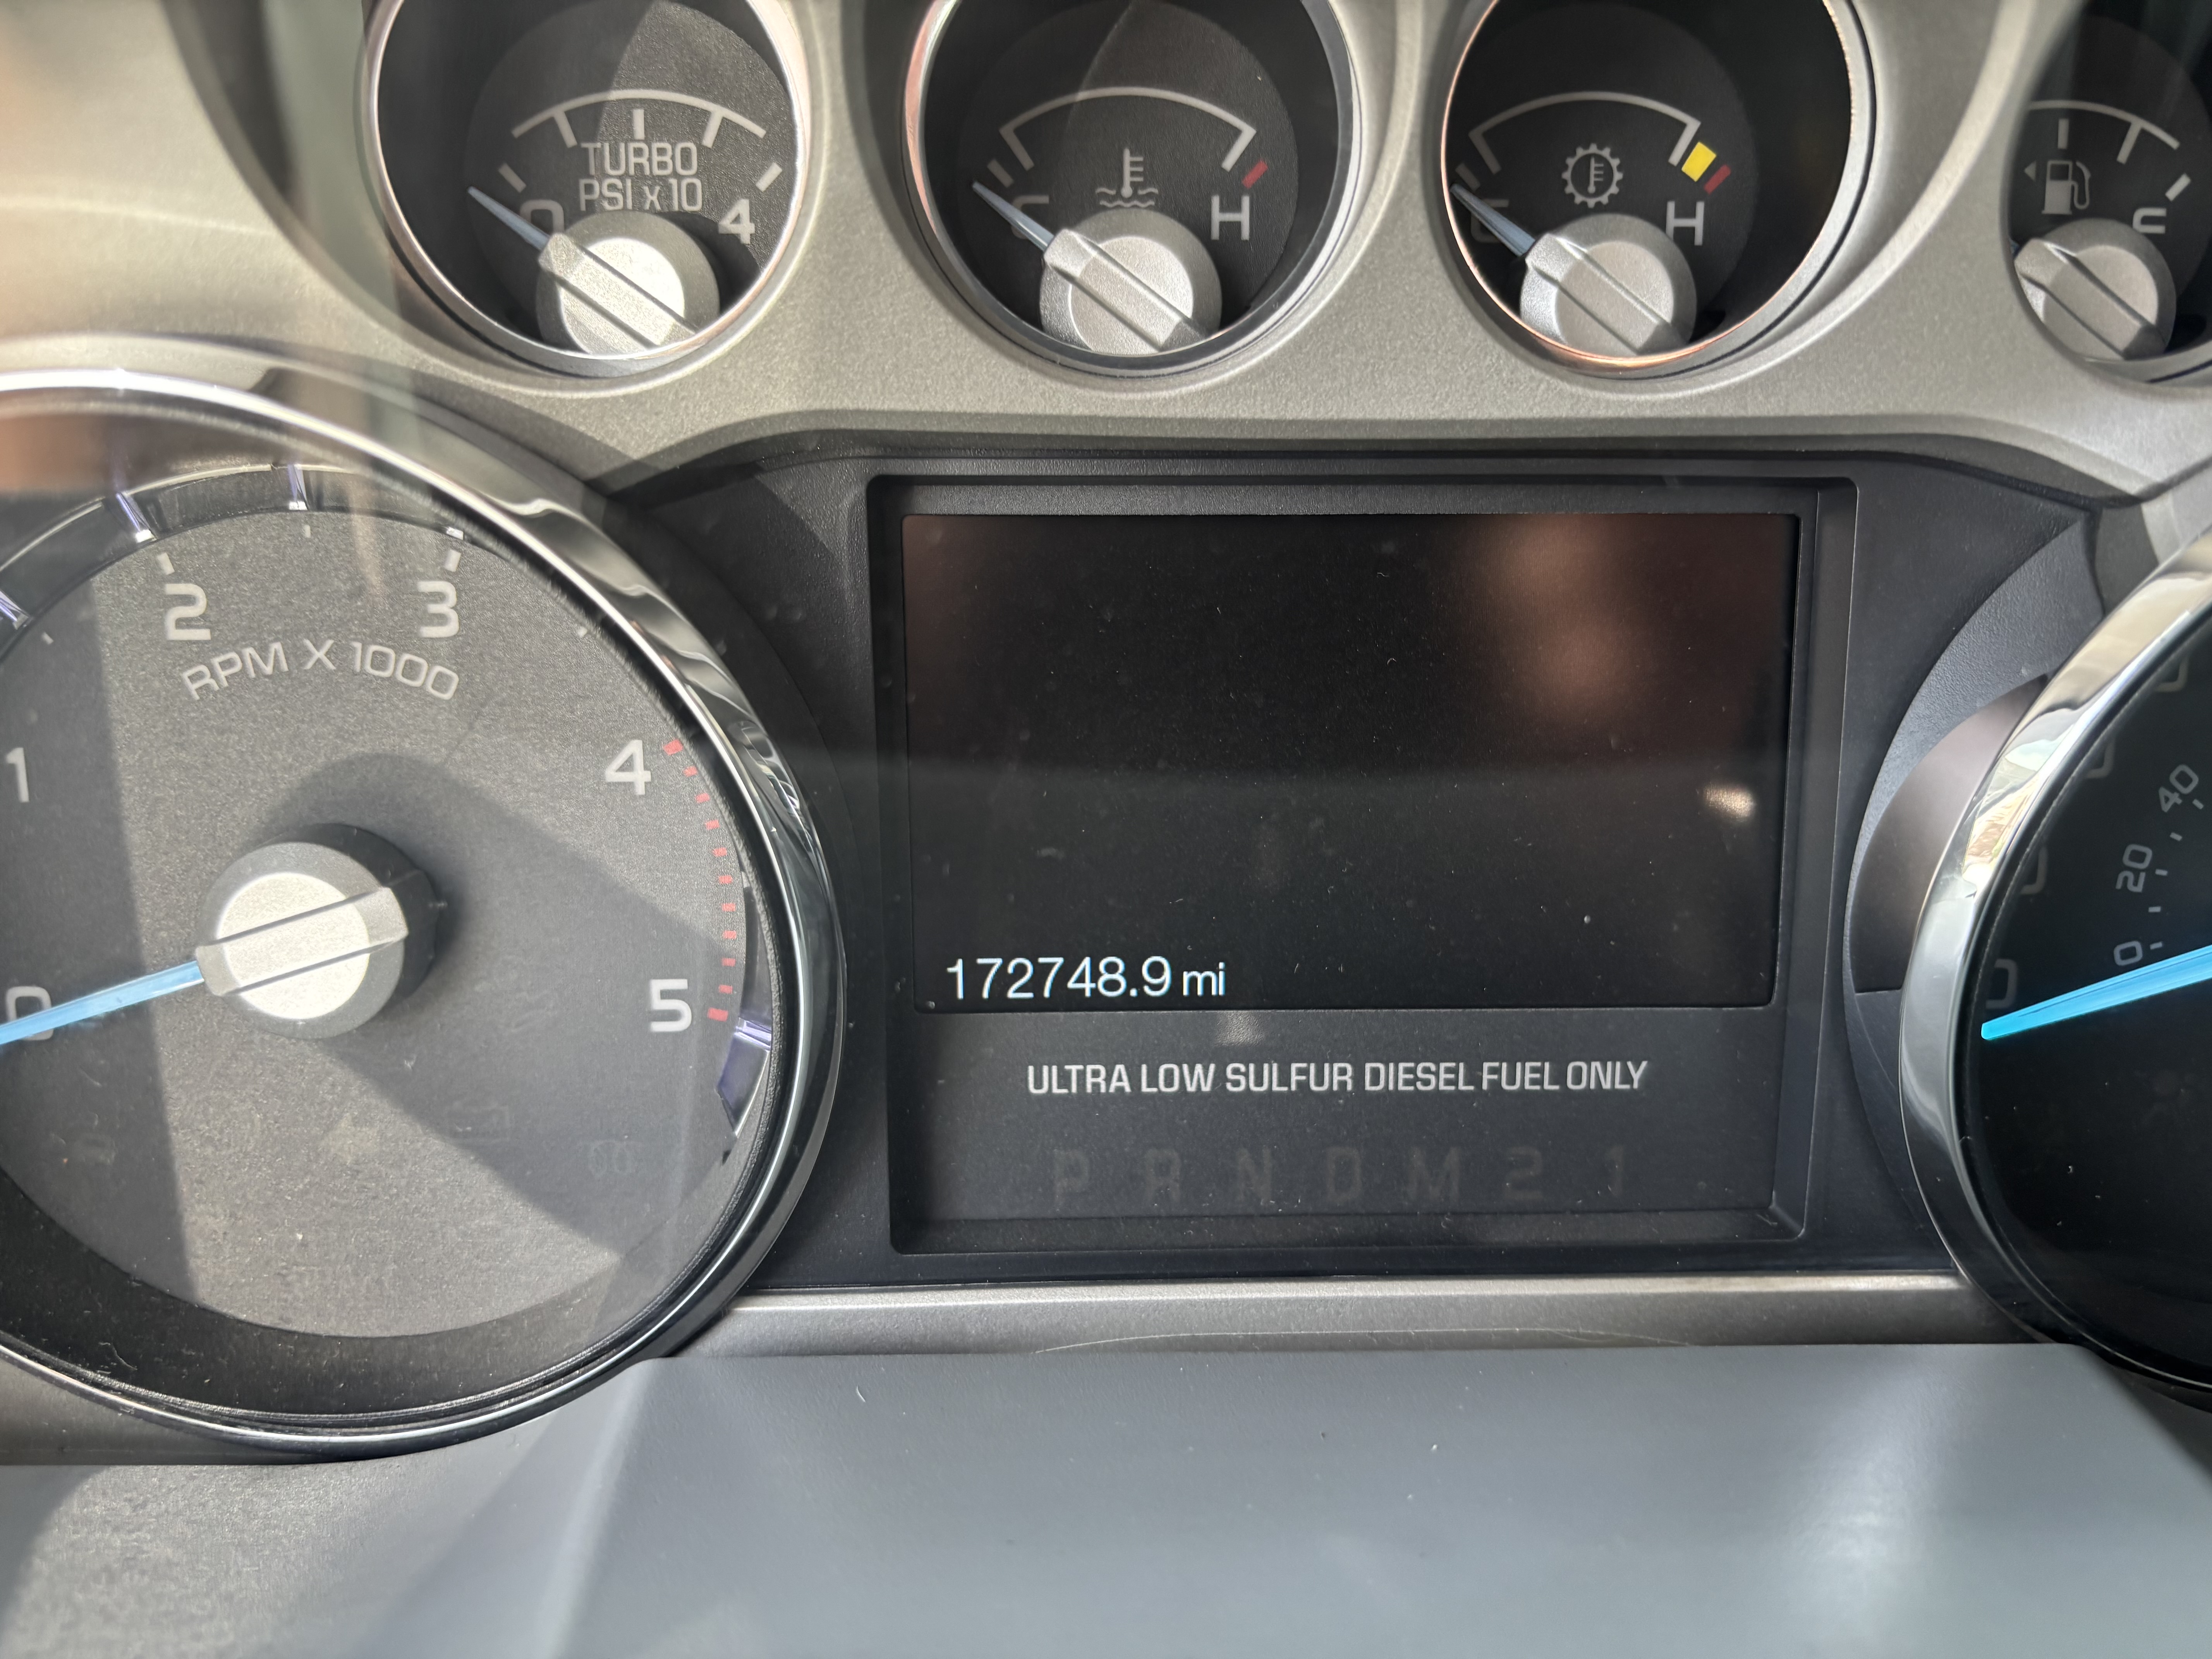 TURBO
PSI x 10
0 4
C H
C H
2 3
RPM X 1000
1 4
0 5
40
20
0
0
172748.9 mi
ULTRA LOW SULFUR DIESEL FUEL ONLY
P R N D M 2 1